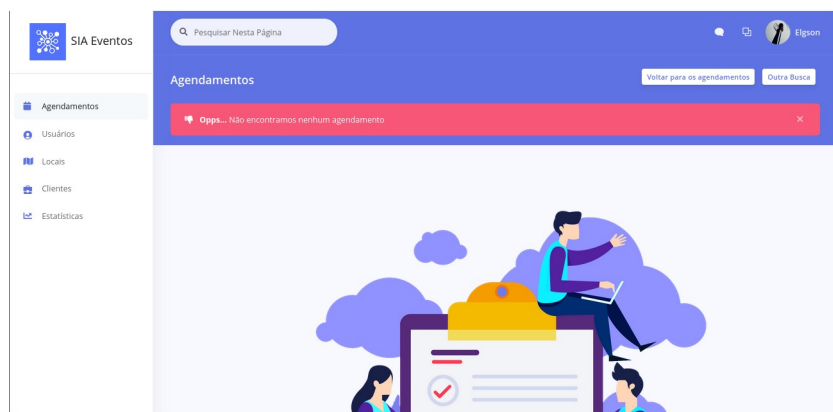 SIA Eventos
Pesquisar Nesta Página
Elgson
Agendamentos
Voltar para os agendamentos
Outra Busca
Opps... Não encontramos nenhum agendamento
Agendamentos
Usuários
Locais
Clientes
Estatísticas